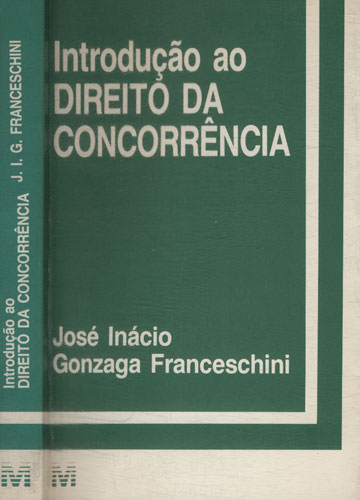 Introdução ao
DIREITO DA
CONCORRÊNCIA
José Inácio
Gonzaga Franceschini
M
Introdução ao
DIREITO DA CONCORRÊNCIA J. I. G. FRANCESCHINI
M